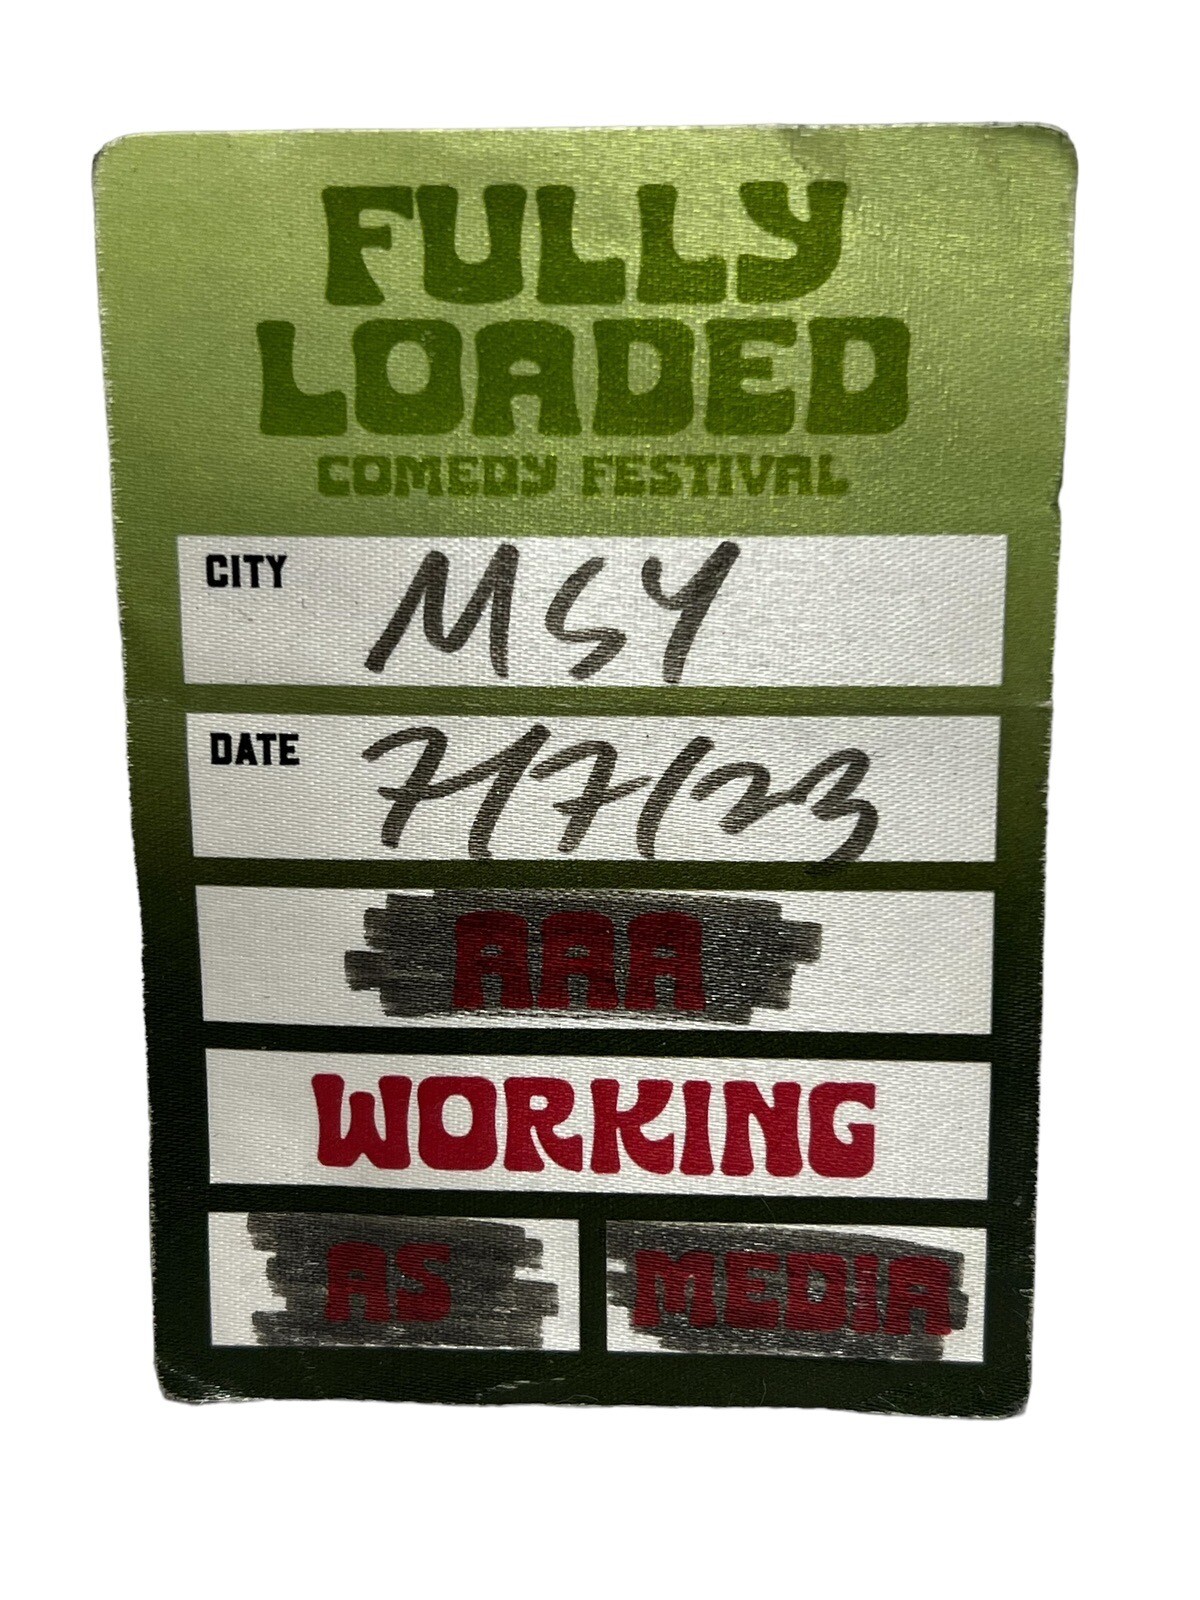 FULLY
LOADED
COMEDY FESTIVAL
CITY MSY
DATE 7/7/23
AAA
WORKING
AS MEDIA